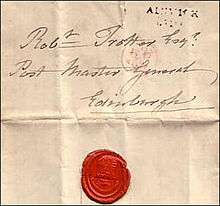 ALNWICK
Robt. Trotter Esqr.
Post Master General
Edinburgh